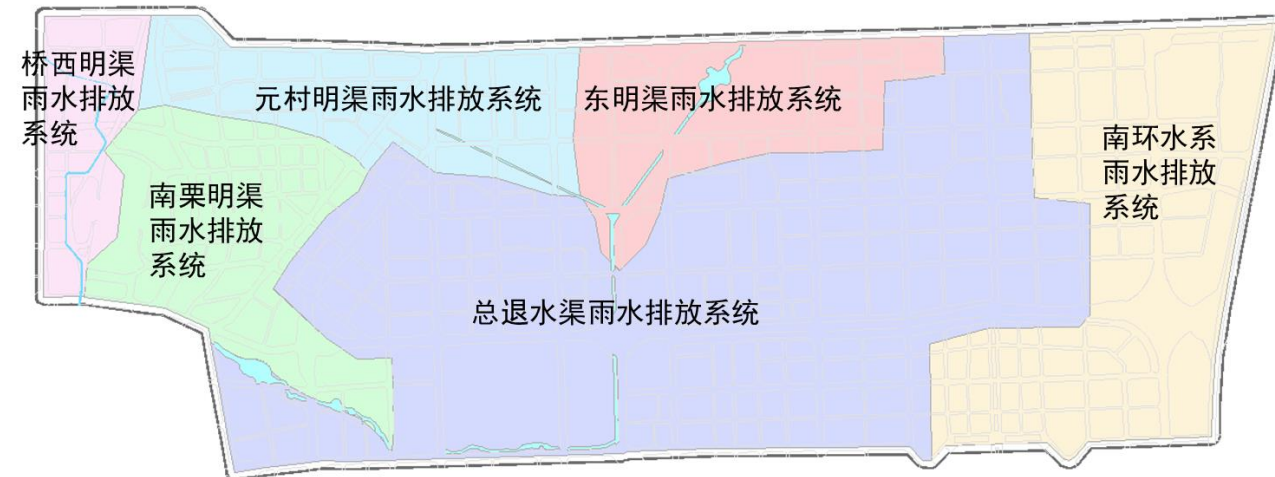 桥西明渠
雨水排放
系统
元村明渠雨水排放系统
东明渠雨水排放系统
南环水系
雨水排放
系统
南栗明渠
雨水排放
系统
总退水渠雨水排放系统